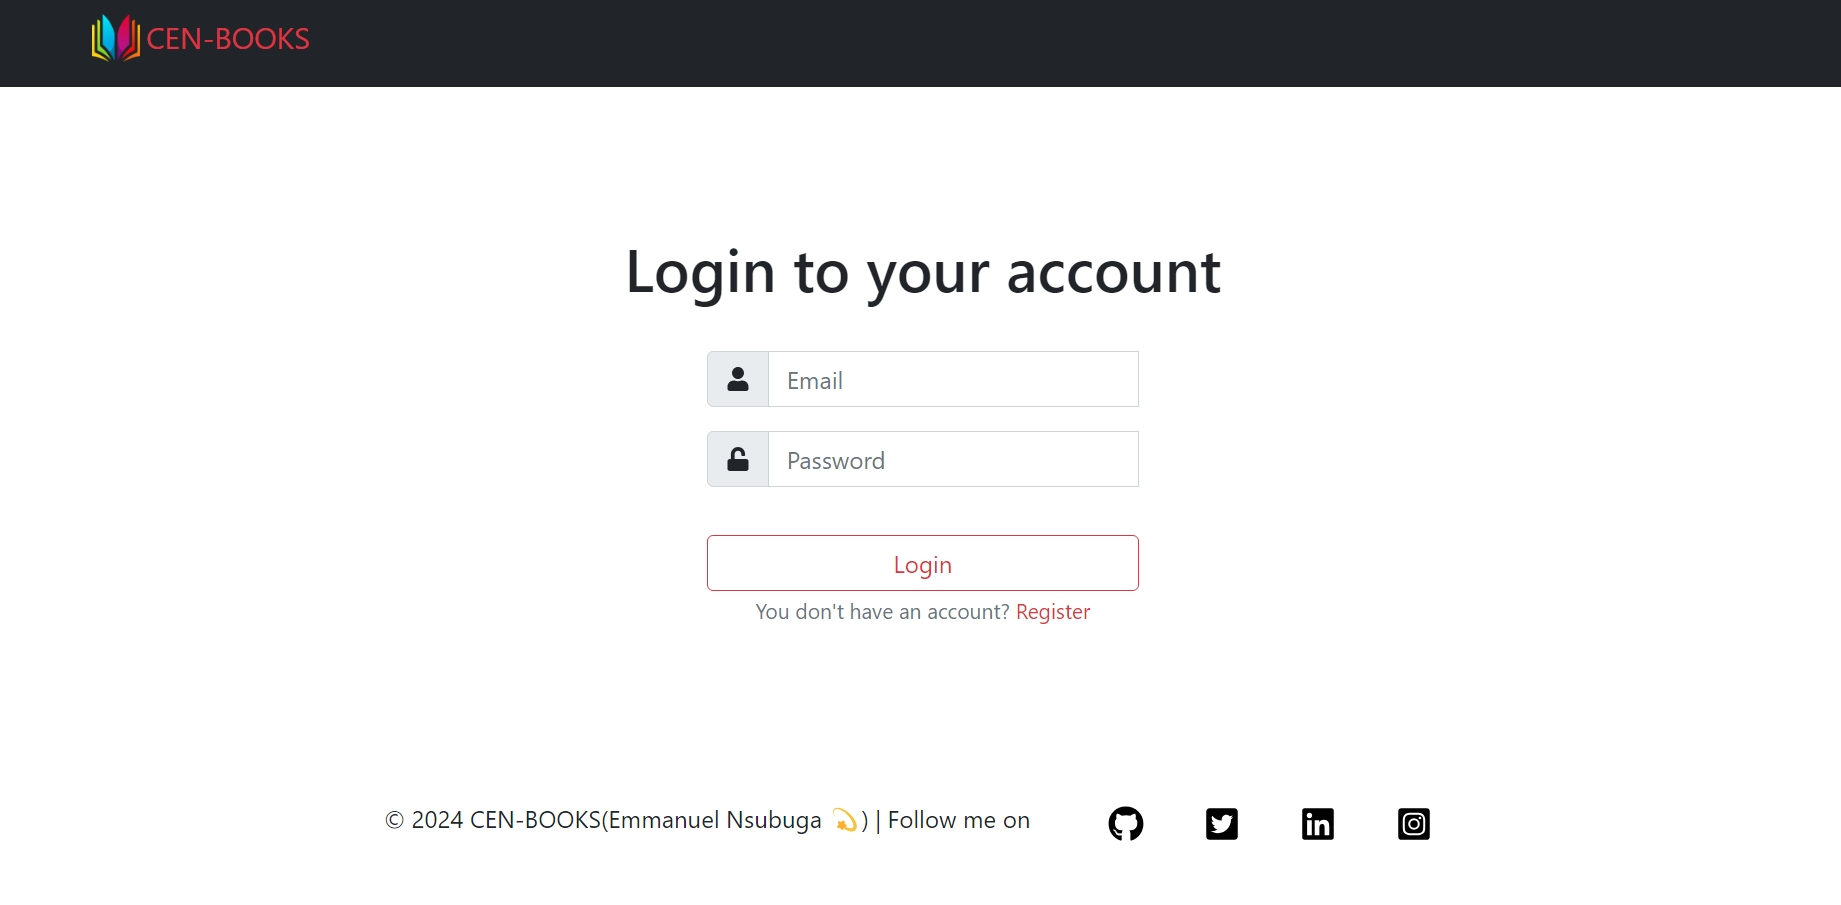 CEN-BOOKS
Login to your account
Email
Password
Login
You don't have an account? Register
© 2024 CEN-BOOKS(Emmanuel Nsubuga 💫) | Follow me on